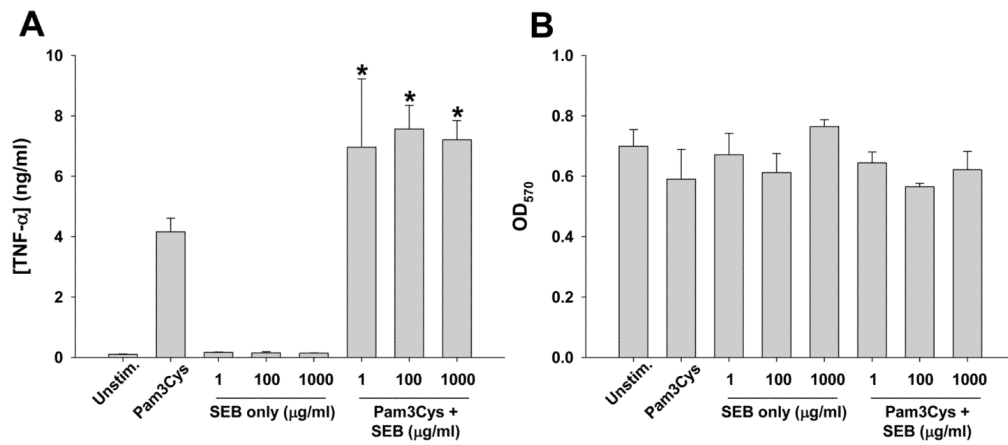 A
[TNF-α] (ng/ml)
10
8
6
4
2
0
*
*
*
Unstim.
Pam3Cys
1 100 1000
SEB only (μg/ml)
1 100 1000
Pam3Cys +
SEB (μg/ml)
B
OD570
1.0
0.8
0.6
0.4
0.2
0.0
Unstim.
Pam3Cys
1 100 1000
SEB only (μg/ml)
1 100 1000
Pam3Cys +
SEB (μg/ml)